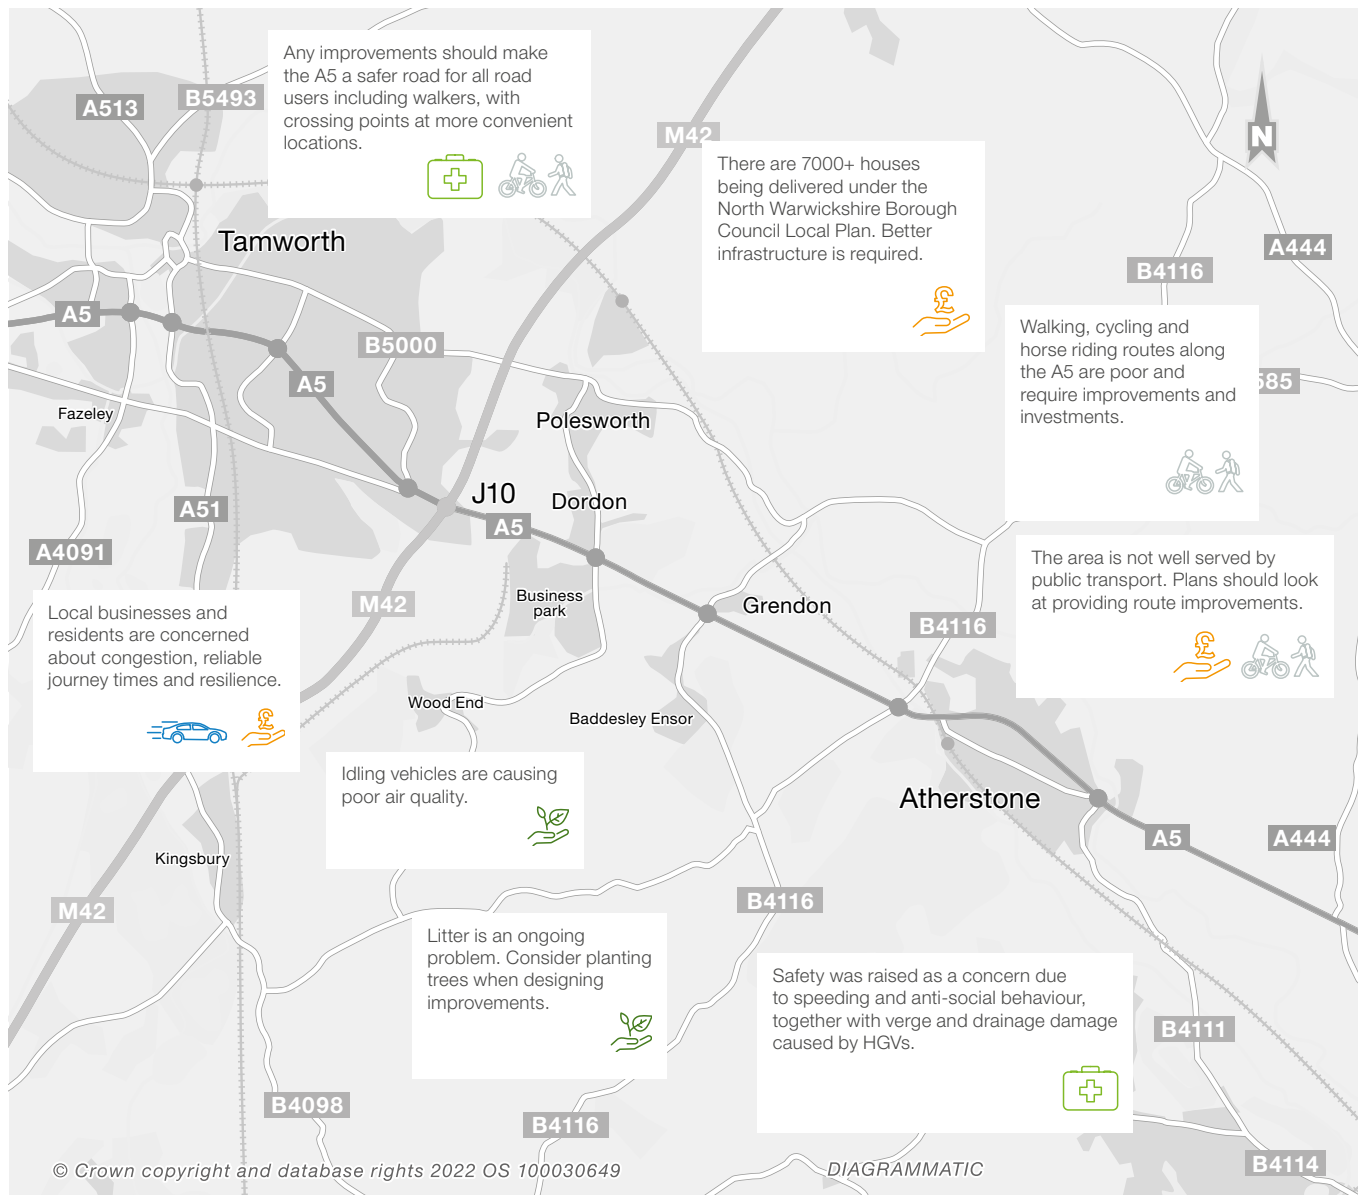 Any improvements should make
the A5 a safer road for all road
users including walkers, with
crossing points at more convenient
locations.
A513
B5493
M42
There are 7000+ houses
being delivered under the
North Warwickshire Borough
Council Local Plan. Better
infrastructure is required.
N
Tamworth
A444
B4116
A5
B5000
A5
Walking, cycling and
horse riding routes along
the A5 are poor and
require improvements and
investments.
585
Fazeley
Polesworth
A51
J10
Dordon
A5
A4091
The area is not well served by
public transport. Plans should look
at providing route improvements.
Business
park
M42
Grendon
B4116
Local businesses and
residents are concerned
about congestion, reliable
journey times and resilience.
Wood End
Baddesley Ensor
Idling vehicles are causing
poor air quality.
Atherstone
A5
A444
Kingsbury
M42
B4116
Litter is an ongoing
problem. Consider planting
trees when designing
improvements.
Safety was raised as a concern due
to speeding and anti-social behaviour,
together with verge and drainage damage
caused by HGVs.
B4111
B4098
B4116
B4114
© Crown copyright and database rights 2022 OS 100030649
DIAGRAMMATIC